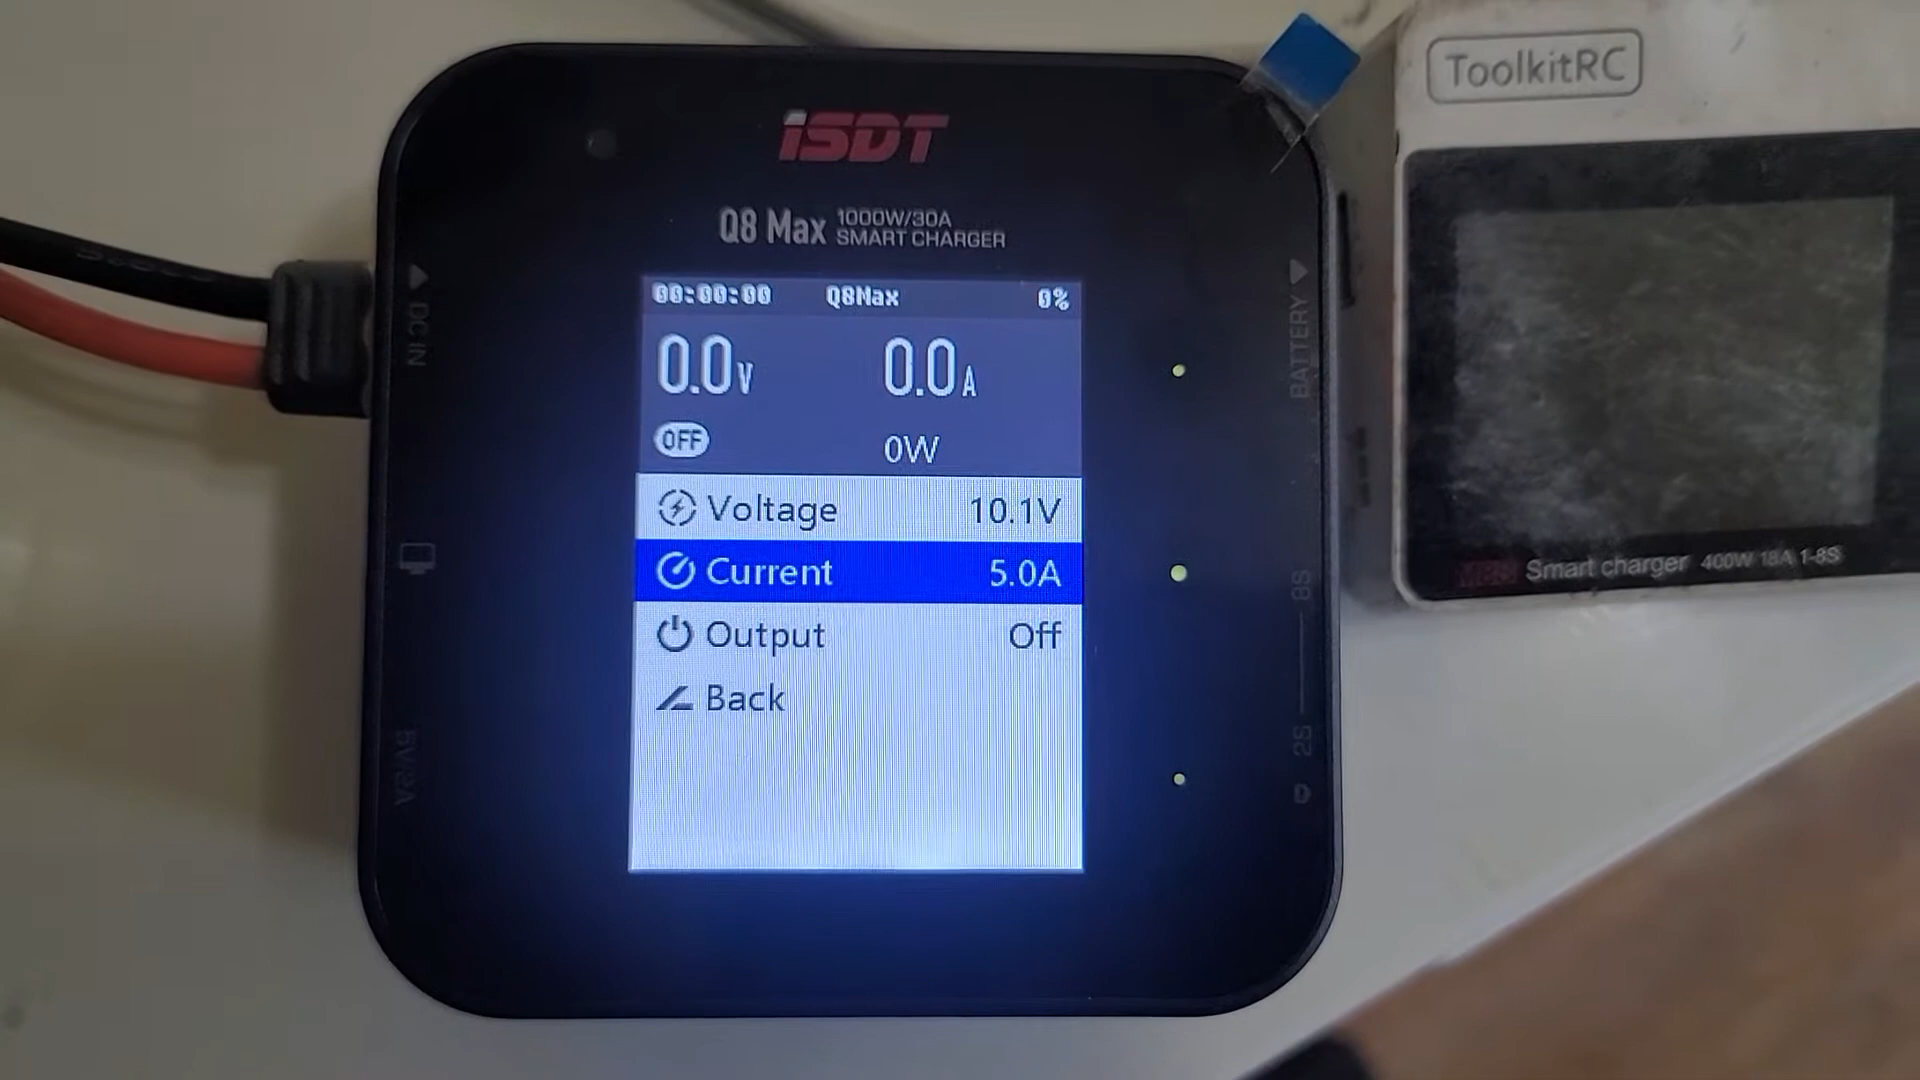 ISDT
Q8 Max 1000W/30A
SMART CHARGER
00:00:00 Q8Max 0%
0.0V 0.0A
OFF 0W
Voltage 10.1V
Current 5.0A
Output Off
Back
DC IN
BATTERY
8S
2S
ToolkitRC
Smart charger 400W 18A 1-8S